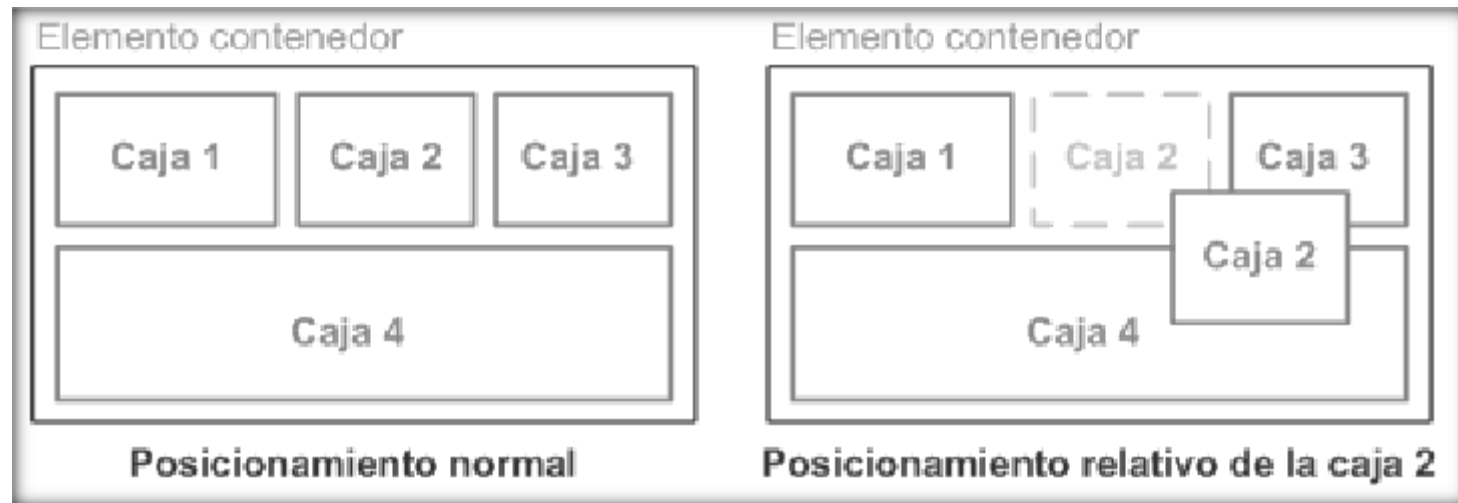 Elemento contenedor
Caja 1
Caja 2
Caja 3
Caja 4
Posicionamiento normal
Elemento contenedor
Caja 1
Caja 2
Caja 3
Caja 2
Caja 4
Posicionamiento relativo de la caja 2